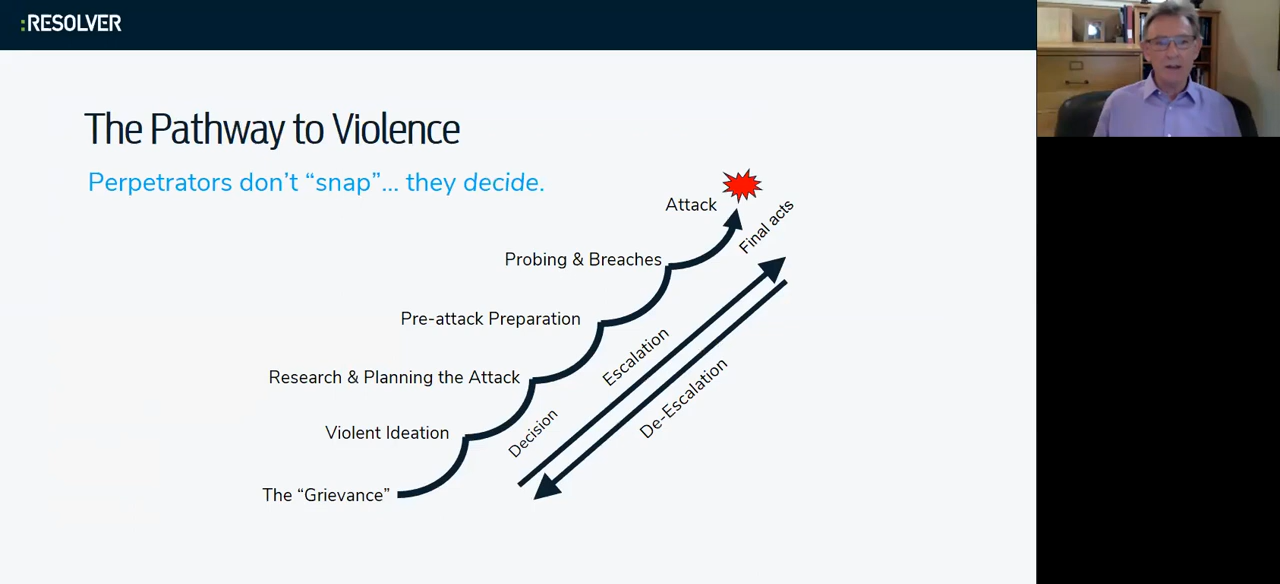 :RESOLVER
The Pathway to Violence
Perpetrators don’t “snap”... they decide.
Attack
Final acts
Probing & Breaches
Pre-attack Preparation
Escalation
Research & Planning the Attack
De-Escalation
Decision
Violent Ideation
The “Grievance”